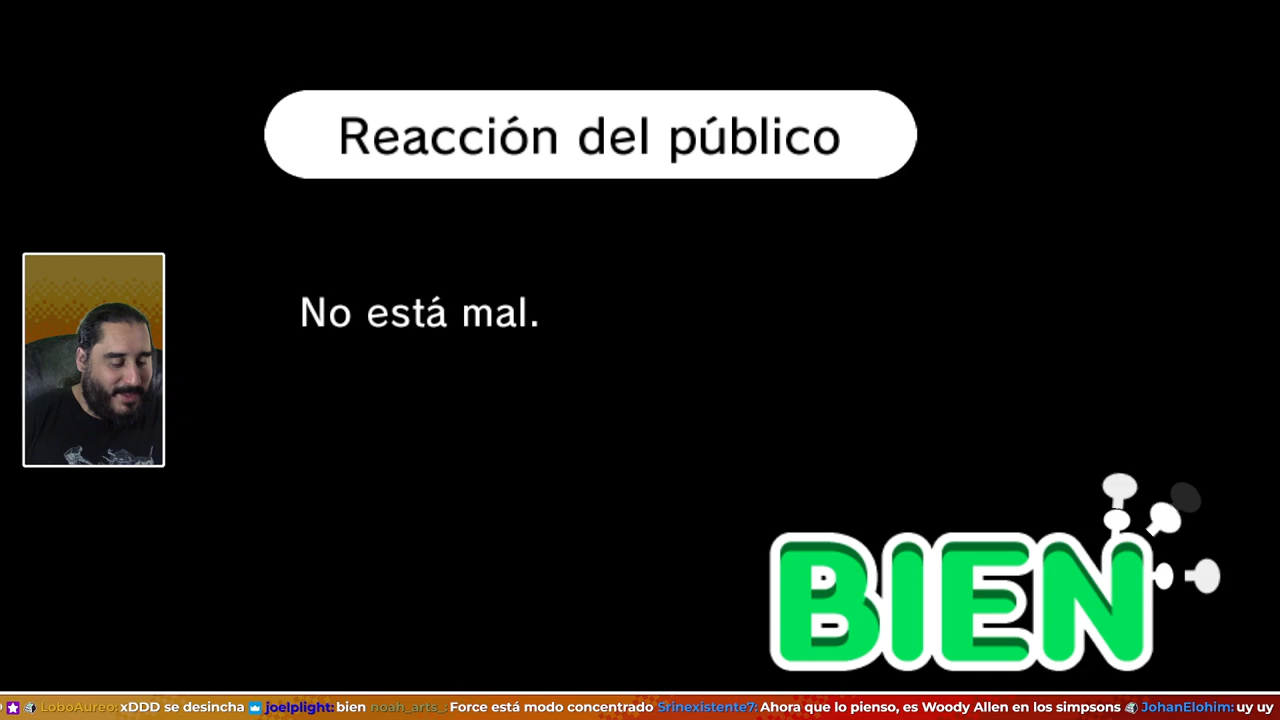 Reacción del público
No está mal.
BIEN
LoboAureo: xDDD se desincha joelplight: bien noah_arts_: Force está modo concentrado Srinexistente7: Ahora que lo pienso, es Woody Allen en los simpsons JohanElohim: uy uy